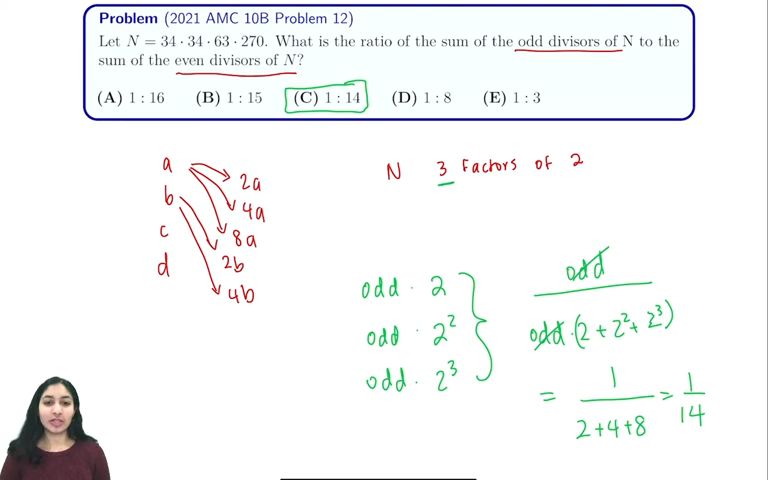 Problem (2021 AMC 10B Problem 12)
Let N = 34 · 34 · 63 · 270. What is the ratio of the sum of the odd divisors of N to the
sum of the even divisors of N?
(A) 1 : 16 (B) 1 : 15 (C) 1 : 14 (D) 1 : 8 (E) 1 : 3
a
b
c
d
2a
4a
8a
2b
4b
N 3 factors of 2
odd · 2
odd · 2²
odd · 2³
odd
odd · (2 + 2² + 2³)
= 1 / 2+4+8 = 1 / 14